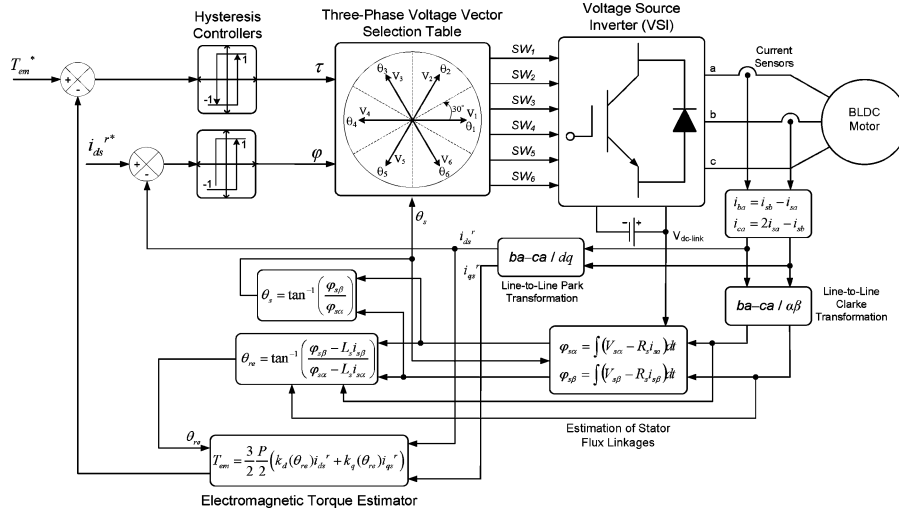 Hysteresis
Controllers
Three-Phase Voltage Vector
Selection Table
Voltage Source
Inverter (VSI)
Current
Sensors
T_em^*
+
-
1
-1
τ
θ_3
V_3
V_2
θ_2
V_4
θ_4
30°
V_1
θ_1
V_5
θ_5
V_6
θ_6
SW_1
SW_2
SW_3
SW_4
SW_5
SW_6
a
b
c
BLDC
Motor
i_ds^r*
+
-
1
-1
φ
θ_s
- +
V_dc-link
i_ba = i_sb − i_sa
i_ca = 2i_sa − i_sb
i_ds^r
i_qs^r
ba–ca / dq
Line-to-Line Park
Transformation
ba–ca / αβ
Line-to-Line
Clarke
Transformation
θ_s = tan^−1 (φ_sβ / φ_sα)
θ_re = tan^−1 ((φ_sβ − L_s i_sβ) / (φ_sα − L_s i_sα))
φ_sα = ∫(V_sα − R_s i_sα)dt
φ_sβ = ∫(V_sβ − R_s i_sβ)dt
Estimation of Stator
Flux Linkages
θ_re
T_em = 3/2 P/2 (k_d(θ_re)i_ds^r + k_q(θ_re)i_qs^r)
Electromagnetic Torque Estimator